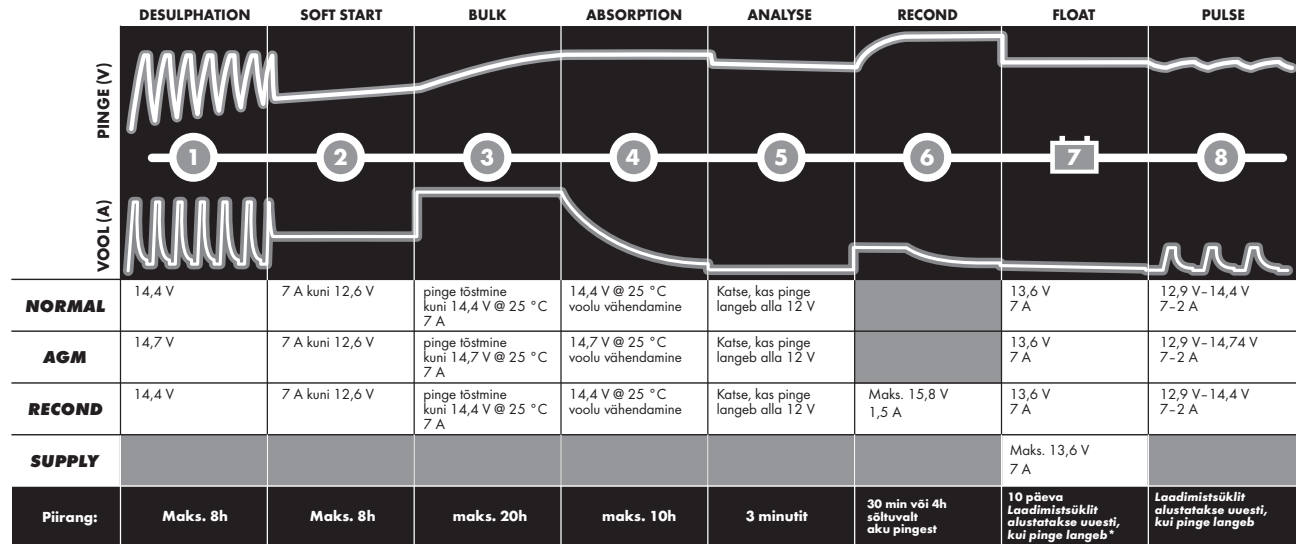 DESULPHATION SOFT START BULK ABSORPTION ANALYSE RECOND FLOAT PULSE
PINGE (V)
1 2 3 4 5 6 7 8
VOOL (A)
NORMAL
14,4 V
7 A kuni 12,6 V
pinge tõstmine
kuni 14,4 V @ 25 °C
7 A
14,4 V @ 25 °C
voolu vähendamine
Katse, kas pinge
langeb alla 12 V
13,6 V
7 A
12,9 V–14,4 V
7–2 A
AGM
14,7 V
7 A kuni 12,6 V
pinge tõstmine
kuni 14,7 V @ 25 °C
7 A
14,7 V @ 25 °C
voolu vähendamine
Katse, kas pinge
langeb alla 12 V
13,6 V
7 A
12,9 V–14,74 V
7–2 A
RECOND
14,4 V
7 A kuni 12,6 V
pinge tõstmine
kuni 14,4 V @ 25 °C
7 A
14,4 V @ 25 °C
voolu vähendamine
Katse, kas pinge
langeb alla 12 V
Maks. 15,8 V
1,5 A
13,6 V
7 A
12,9 V–14,4 V
7–2 A
SUPPLY
Maks. 13,6 V
7 A
Piirang:
Maks. 8h
Maks. 8h
maks. 20h
maks. 10h
3 minutit
30 min või 4h
sõltuvalt
aku pingest
10 päeva
Laadimistsüklit
alustatakse uuesti,
kui pinge langeb*
Laadimistsüklit
alustatakse uuesti,
kui pinge langeb